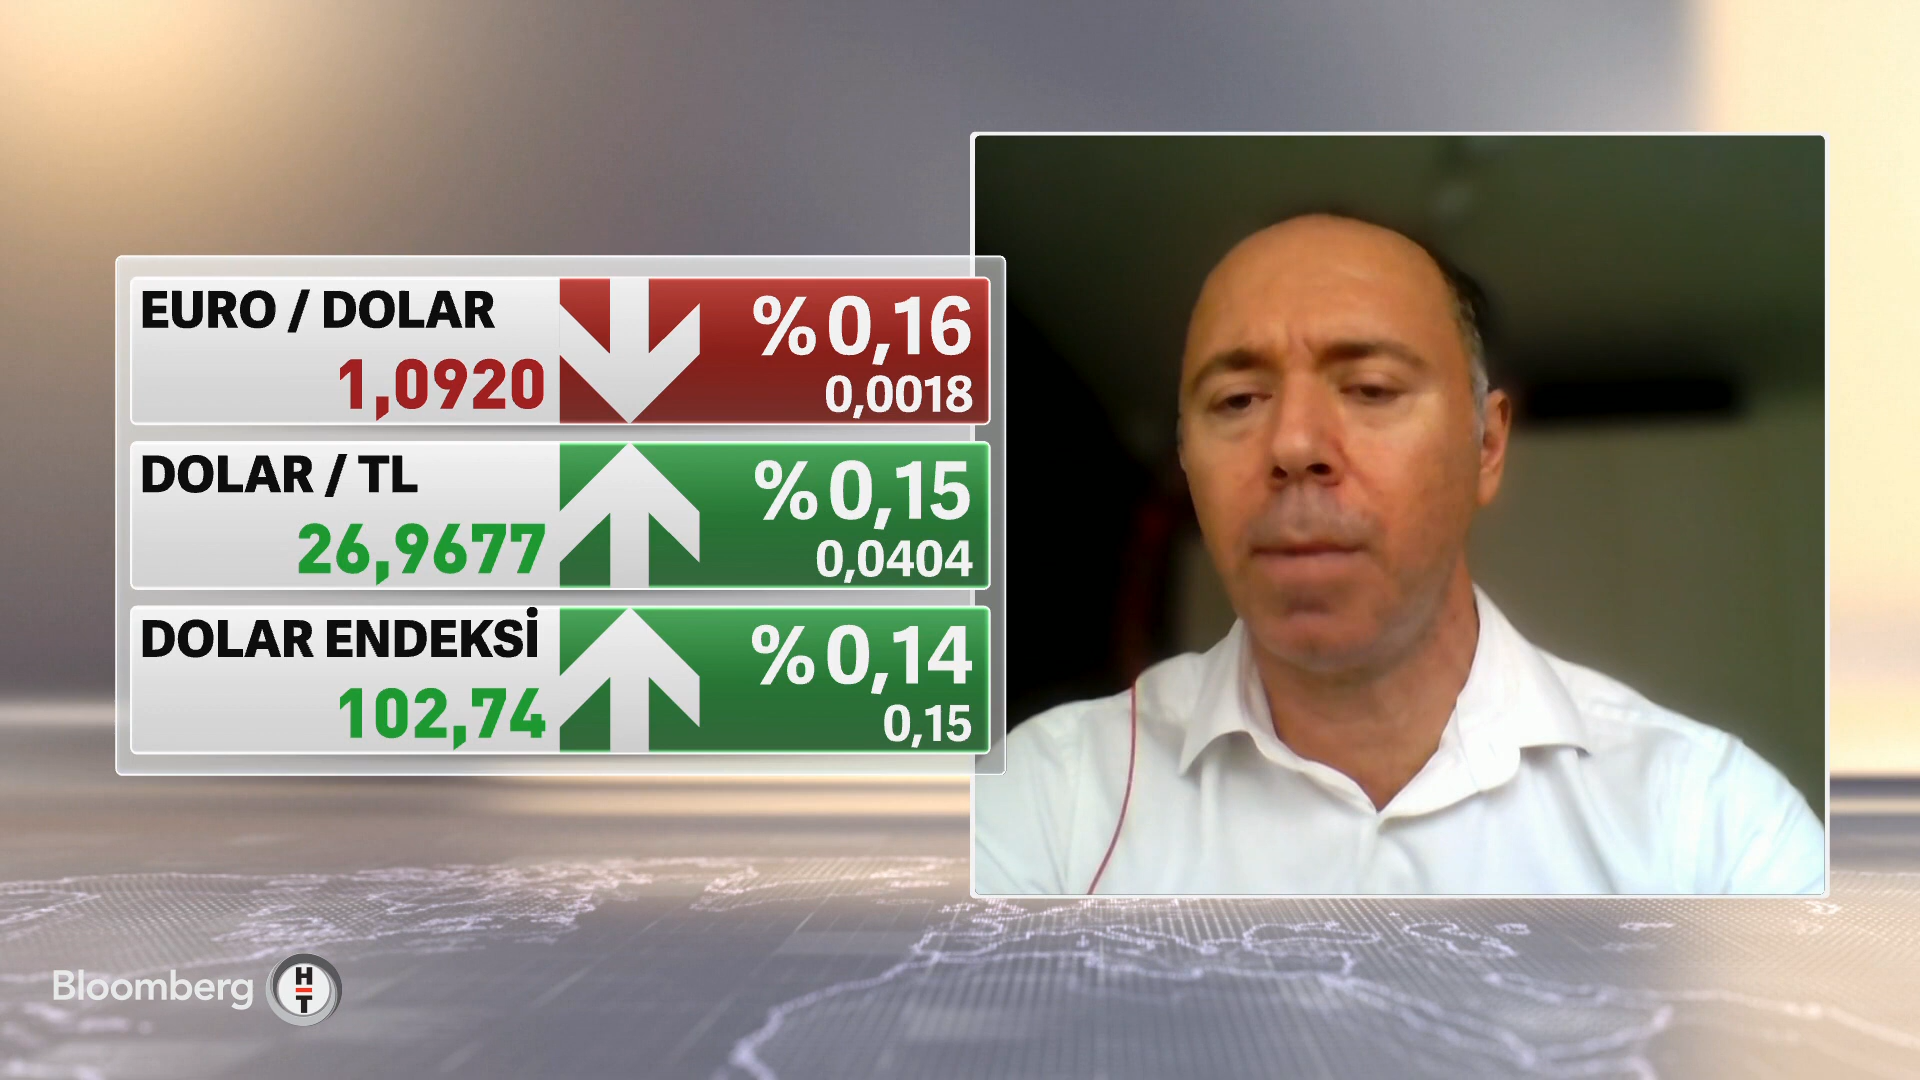 EURO / DOLAR
1,0920
%0,16
0,0018
DOLAR / TL
26,9677
%0,15
0,0404
DOLAR ENDEKSİ
102,74
%0,14
0,15
Bloomberg HT